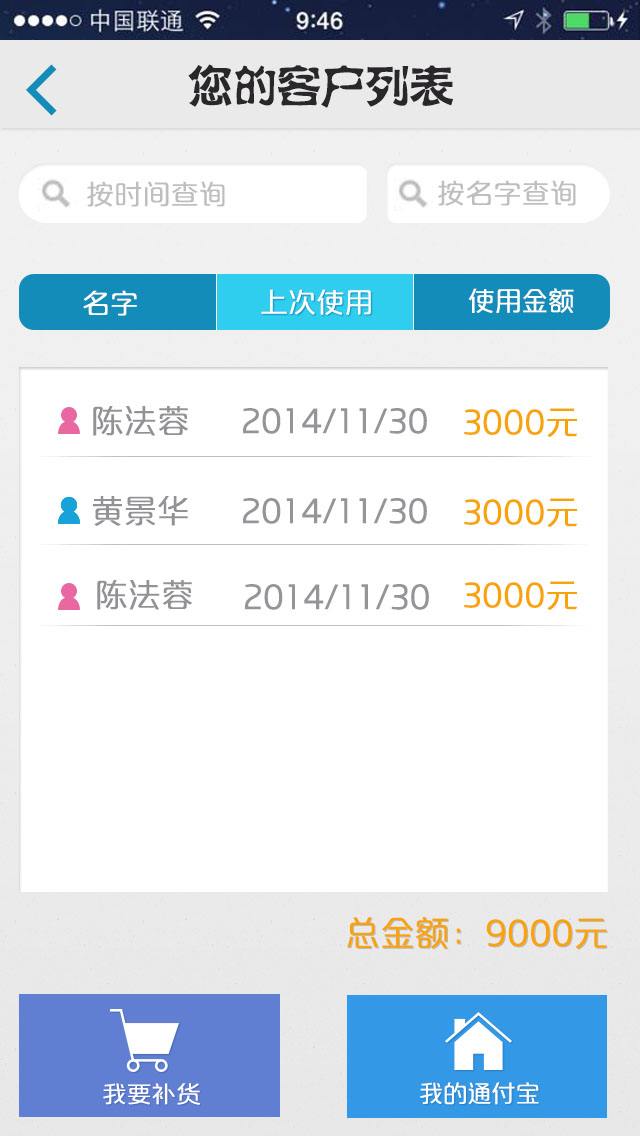 中国联通 9:46
您的客户列表
按时间查询 按名字查询
名字 上次使用 使用金额
陈法蓉 2014/11/30 3000元
黄景华 2014/11/30 3000元
陈法蓉 2014/11/30 3000元
总金额：9000元
我要补货 我的通付宝